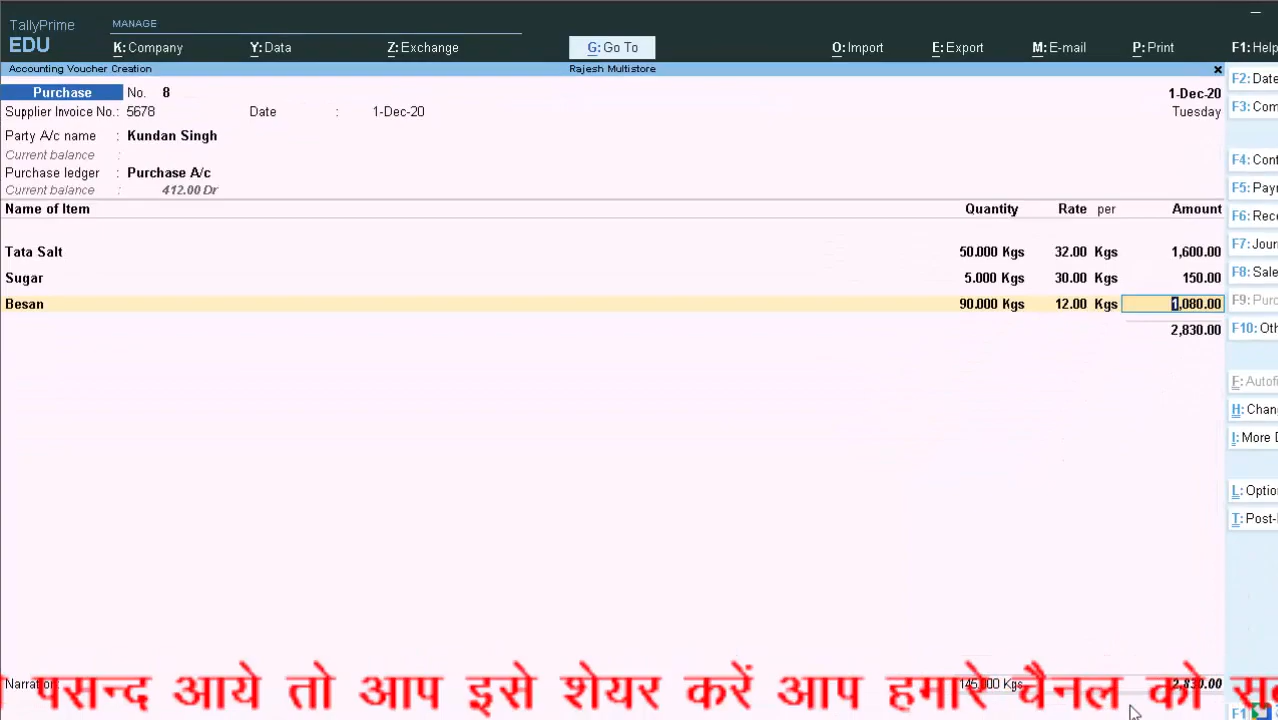 TallyPrime
EDU
MANAGE
K: Company
Y: Data
Z: Exchange
G: Go To
O: Import
E: Export
M: E-mail
P: Print
F1: Help
Accounting Voucher Creation
Rajesh Multistore
Purchase No. 8
1-Dec-20
Supplier Invoice No.: 5678 Date : 1-Dec-20
Tuesday
Party A/c name : Kundan Singh
Current balance :
Purchase ledger : Purchase A/c
Current balance : 412.00 Dr
Name of Item Quantity Rate per Amount
Tata Salt 50.000 Kgs 32.00 Kgs 1,600.00
Sugar 5.000 Kgs 30.00 Kgs 150.00
Besan 90.000 Kgs 12.00 Kgs 1,080.00
2,830.00
F2: Date
F3: Com
F4: Cont
F5: Payr
F6: Rece
F7: Jour
F8: Sale
F9: Purc
F10: Oth
F: Autofi
H: Chan
I: More D
L: Optio
T: Post-
Narration
145.000 Kgs 2,830.00
पसन्द आये तो आप इसे शेयर करें आप हमारे चैनल को